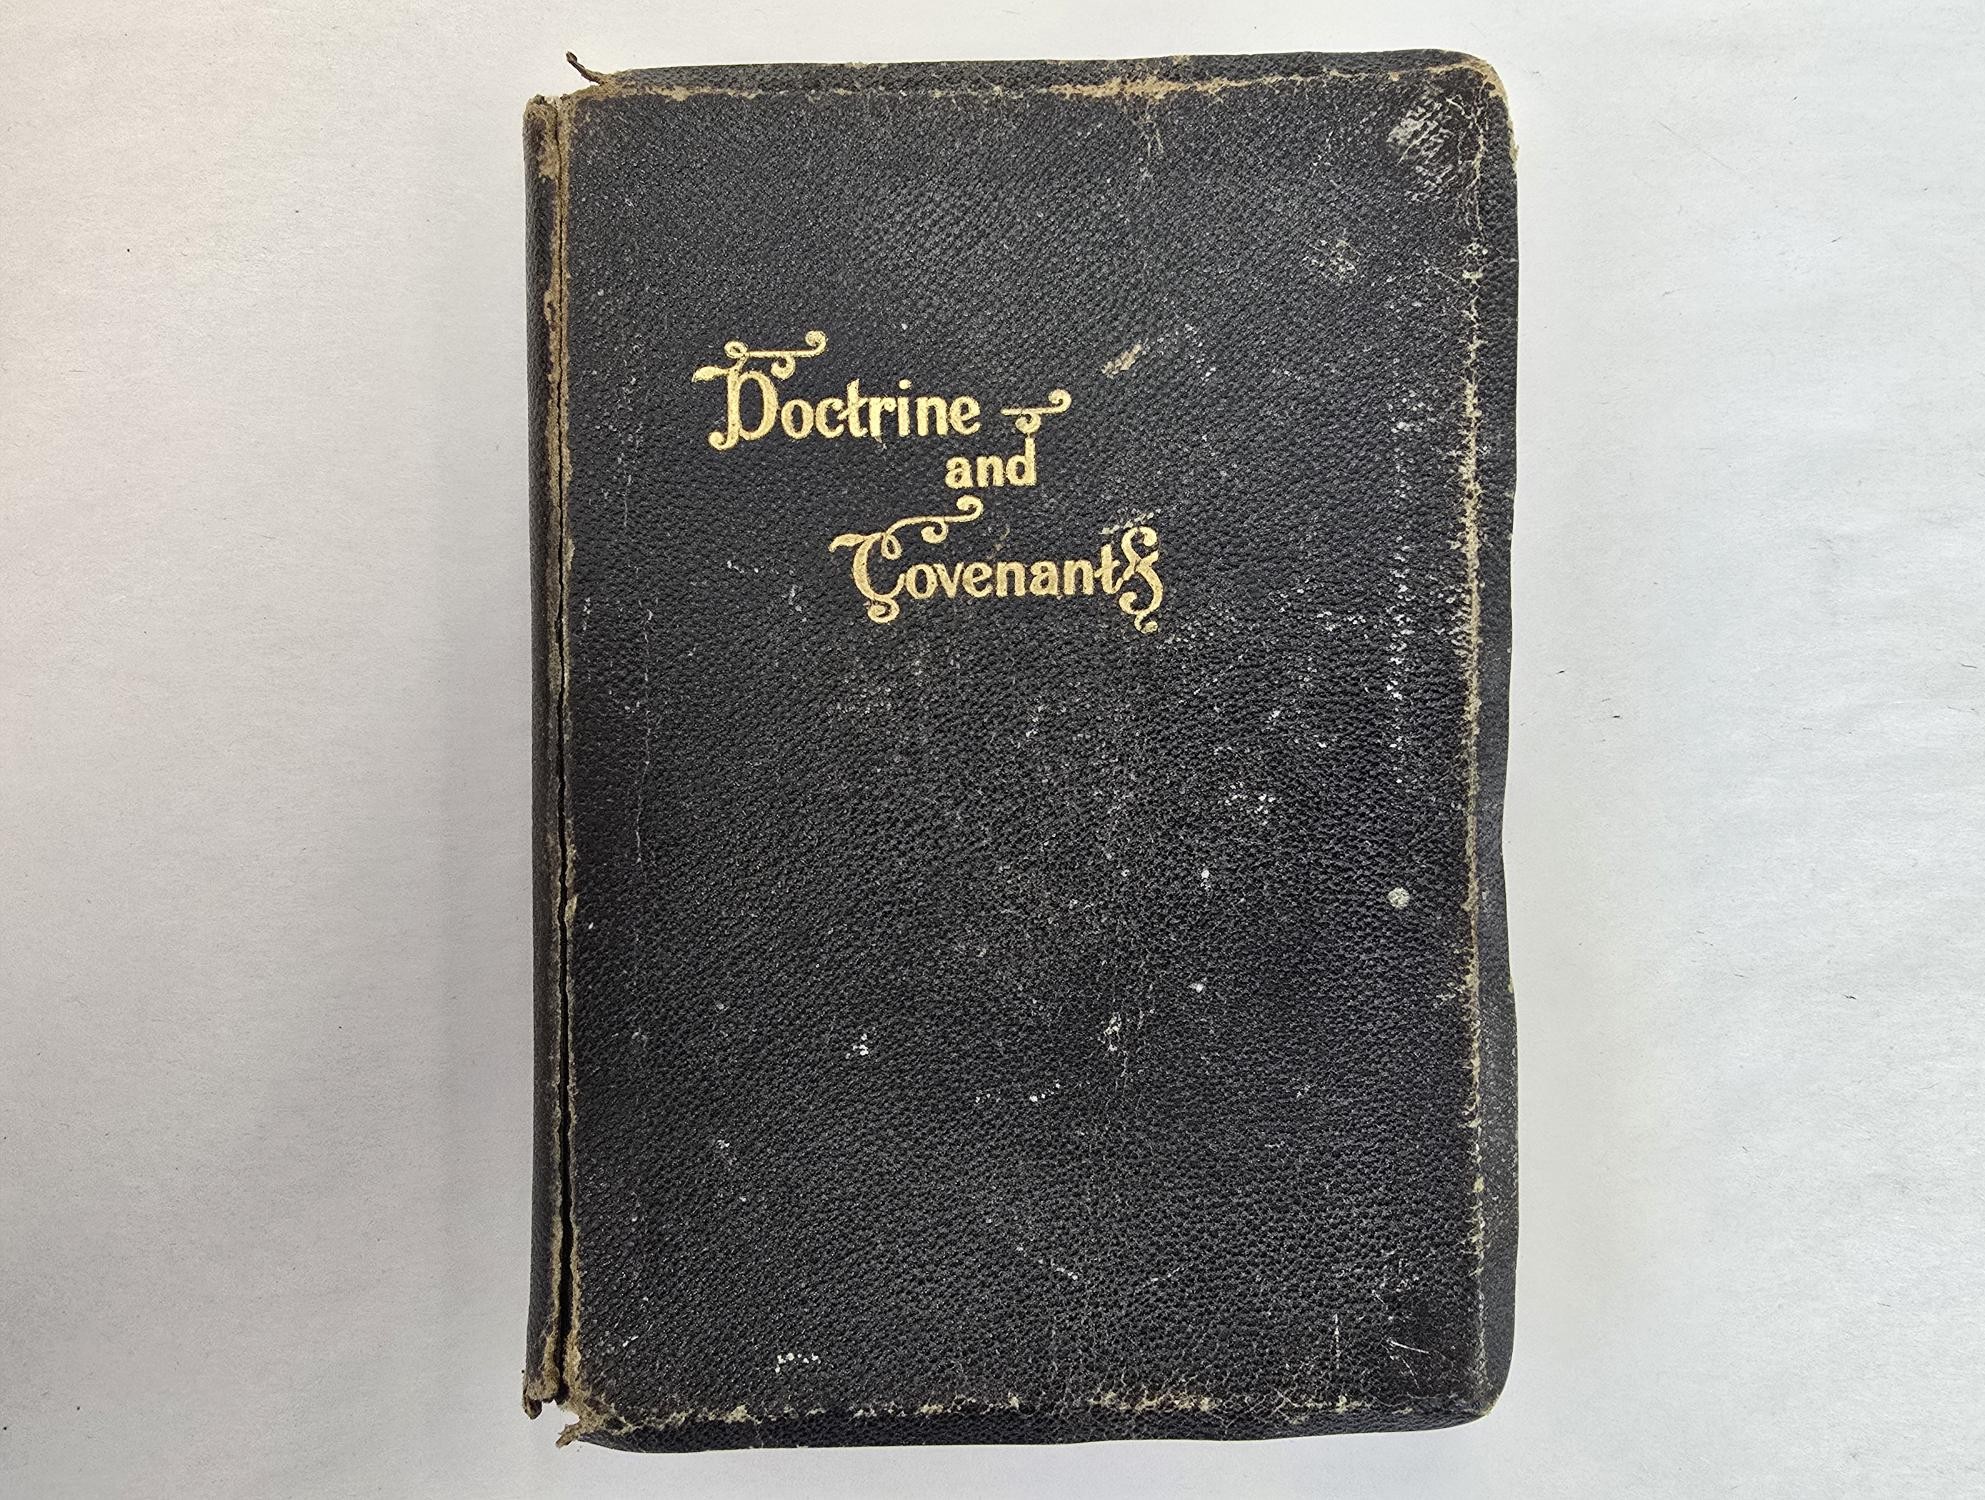 Doctrine
and
Covenants